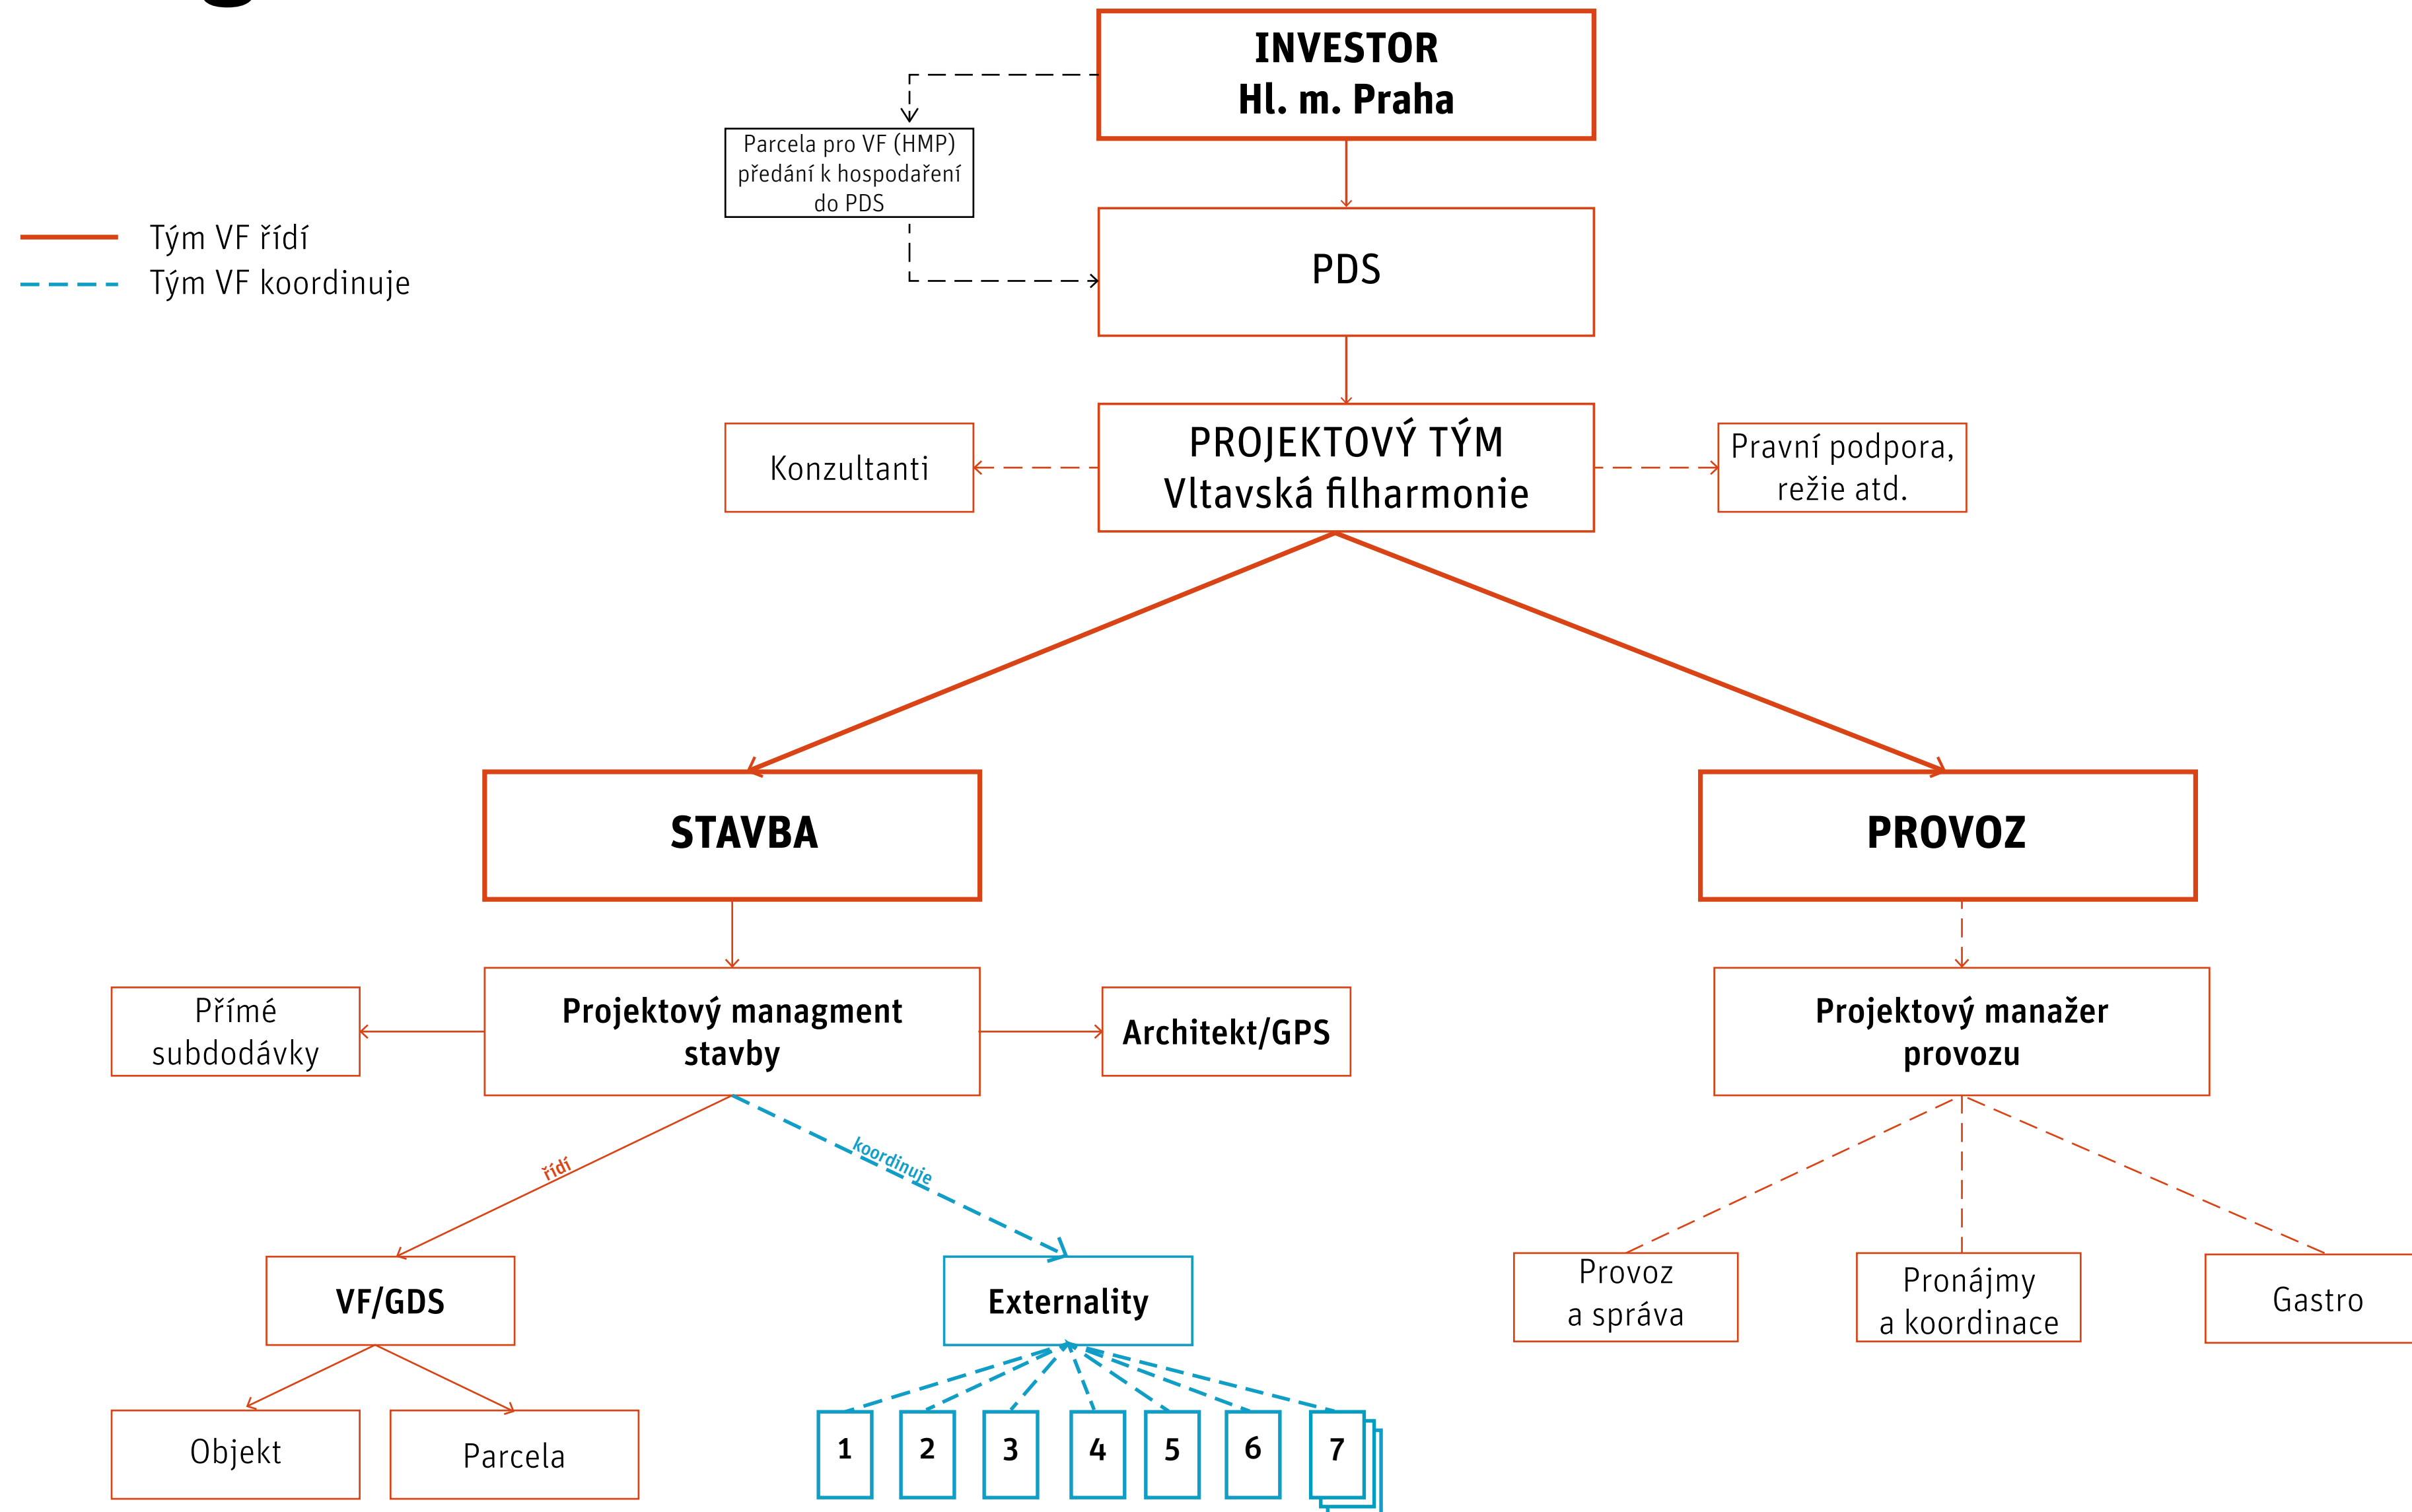 INVESTOR
Hl. m. Praha
Parcela pro VF (HMP)
předání k hospodaření
do PDS
Tým VF řídí
Tým VF koordinuje
PDS
Konzultanti
PROJEKTOVÝ TÝM
Vltavská filharmonie
Pravní podpora,
režie atd.
STAVBA
PROVOZ
Přímé
subdodávky
Projektový managment
stavby
Architekt/GPS
Projektový manažer
provozu
řídí
koordinuje
VF/GDS
Externality
Provoz
a správa
Pronájmy
a koordinace
Gastro
Objekt
Parcela
1
2
3
4
5
6
7